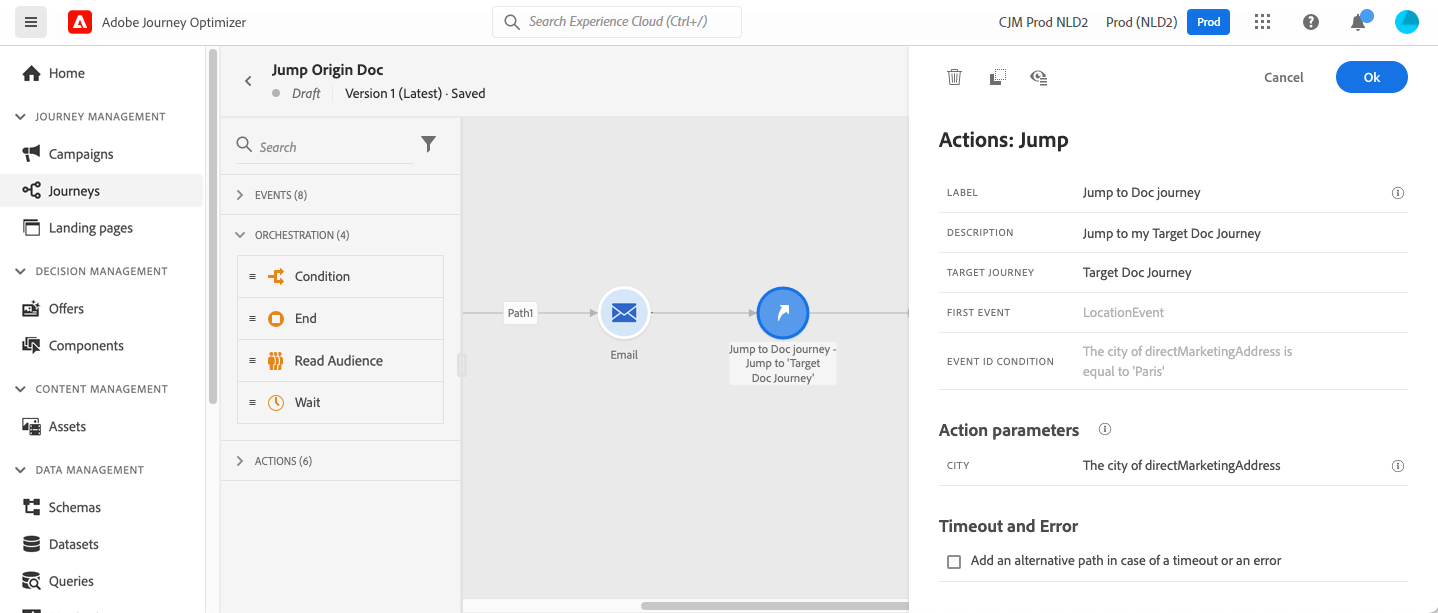 Adobe Journey Optimizer
Search Experience Cloud (Ctrl+/)
CJM Prod NLD2
Prod (NLD2)
Prod
Home
JOURNEY MANAGEMENT
Campaigns
Journeys
Landing pages
DECISION MANAGEMENT
Offers
Components
CONTENT MANAGEMENT
Assets
DATA MANAGEMENT
Schemas
Datasets
Queries
Jump Origin Doc
Draft
Version 1 (Latest) · Saved
Search
EVENTS (8)
ORCHESTRATION (4)
Condition
End
Read Audience
Wait
ACTIONS (6)
Path1
Email
Jump to Doc journey -
Jump to 'Target
Doc Journey'
Cancel
Ok
Actions: Jump
LABEL
Jump to Doc journey
DESCRIPTION
Jump to my Target Doc Journey
TARGET JOURNEY
Target Doc Journey
FIRST EVENT
LocationEvent
EVENT ID CONDITION
The city of directMarketingAddress is
equal to 'Paris'
Action parameters
CITY
The city of directMarketingAddress
Timeout and Error
Add an alternative path in case of a timeout or an error